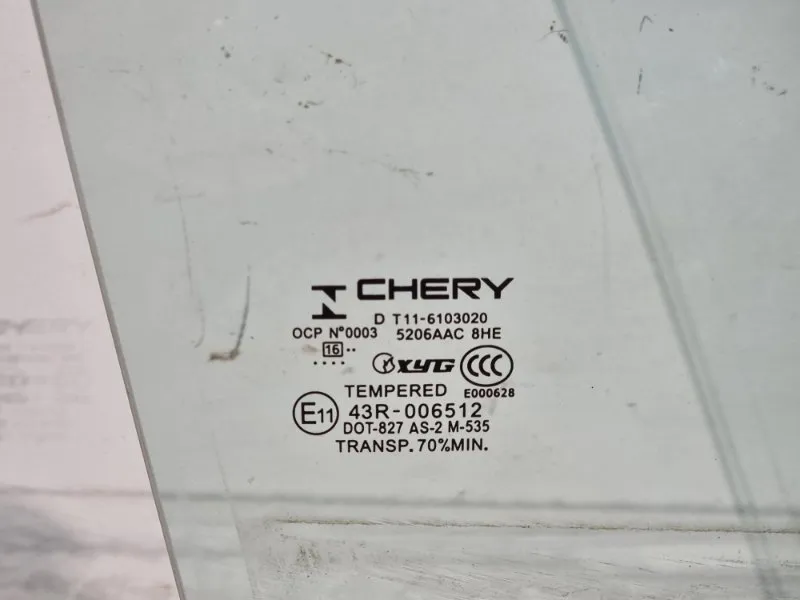 CHERY
D T11-6103020
OCP Nº0003 5206AAC 8HE
16 ..
.... XYG CCC
TEMPERED E000628
E11 43R-006512
DOT-827 AS-2 M-535
TRANSP. 70%MIN.